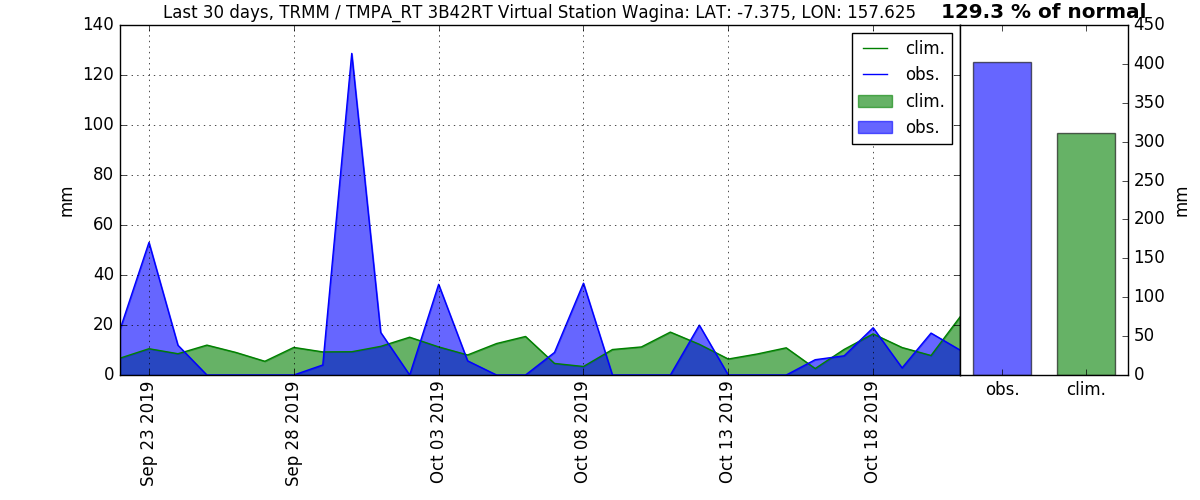 Last 30 days, TRMM / TMPA_RT 3B42RT Virtual Station Wagina: LAT: -7.375, LON: 157.625
129.3 % of normal
140
120
100
80
60
40
20
0
mm
clim.
obs.
clim.
obs.
Sep 23 2019
Sep 28 2019
Oct 03 2019
Oct 08 2019
Oct 13 2019
Oct 18 2019
450
400
350
300
250
200
150
100
50
0
mm
obs.
clim.